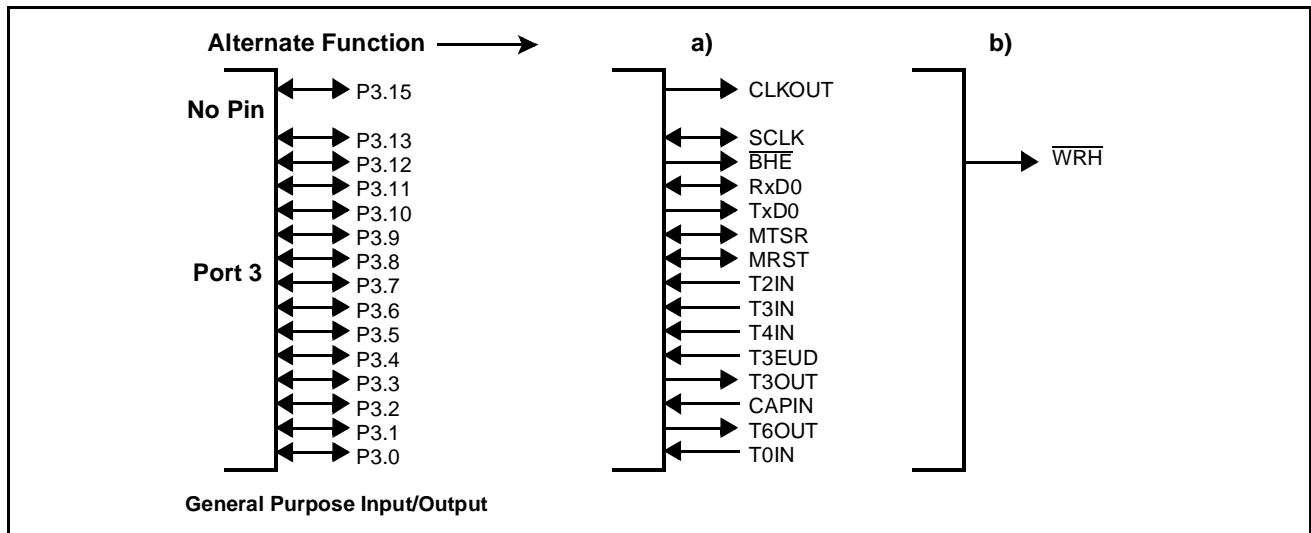 Alternate Function a) b)
P3.15 CLKOUT
No Pin
P3.13 SCLK
P3.12 BHE WRH
P3.11 RxD0
P3.10 TxD0
P3.9 MTSR
P3.8 MRST
Port 3
P3.7 T2IN
P3.6 T3IN
P3.5 T4IN
P3.4 T3EUD
P3.3 T3OUT
P3.2 CAPIN
P3.1 T6OUT
P3.0 T0IN
General Purpose Input/Output